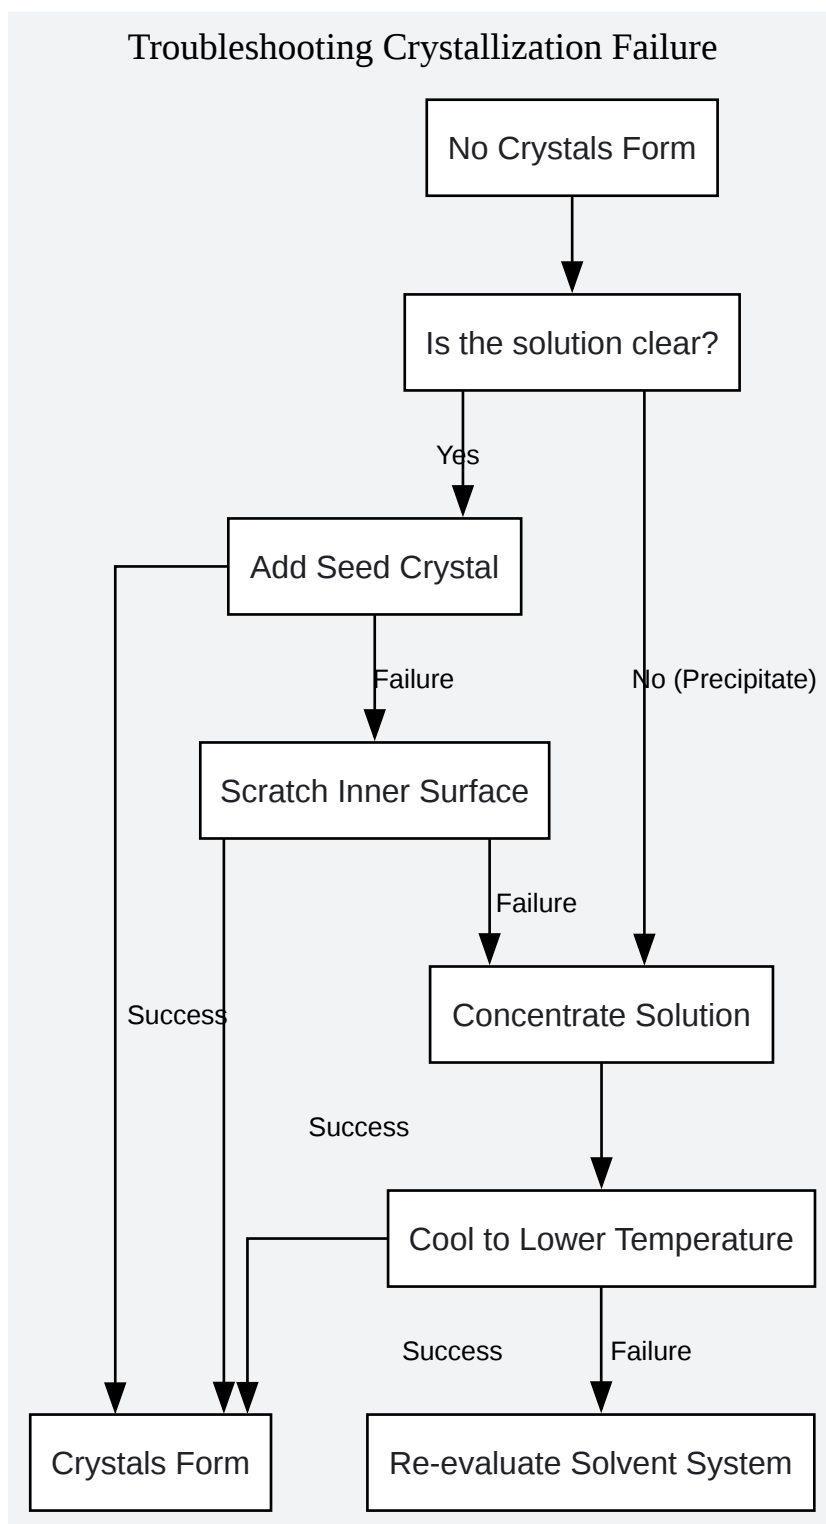 Troubleshooting Crystallization Failure
No Crystals Form
Is the solution clear?
Yes
Add Seed Crystal
Failure
No (Precipitate)
Scratch Inner Surface
Failure
Success
Concentrate Solution
Success
Cool to Lower Temperature
Success
Failure
Crystals Form
Re-evaluate Solvent System